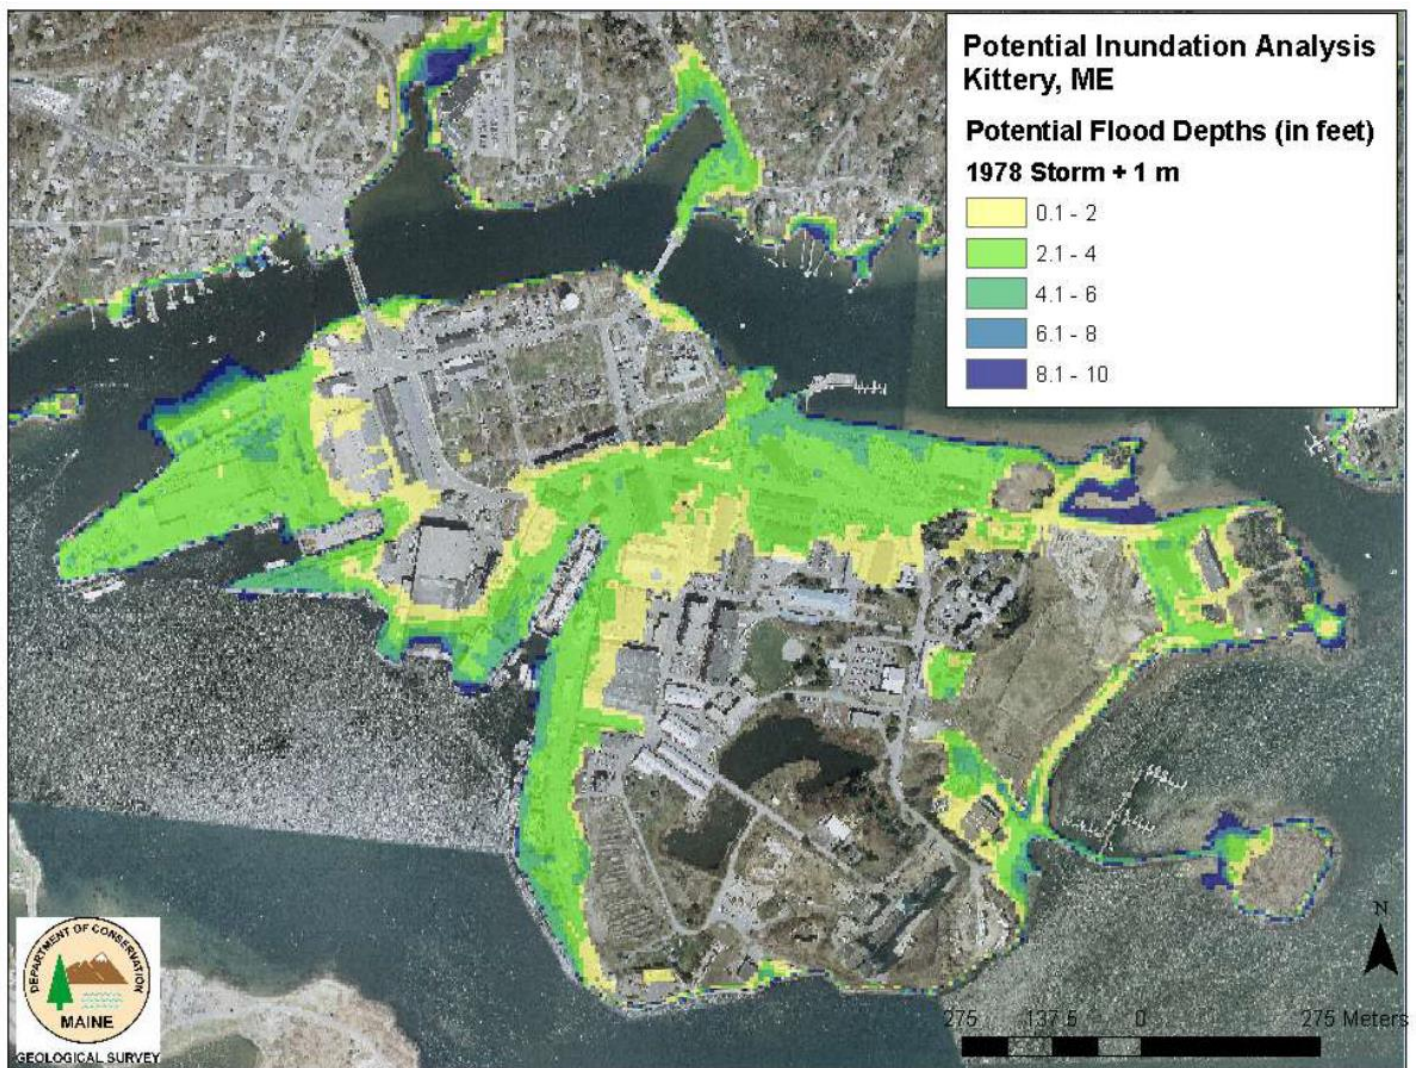 Potential Inundation Analysis
Kittery, ME
Potential Flood Depths (in feet)
1978 Storm + 1 m
0.1 - 2
2.1 - 4
4.1 - 6
6.1 - 8
8.1 - 10
N
275 137.5 0 275 Meters
DEPARTMENT OF CONSERVATION
MAINE
GEOLOGICAL SURVEY